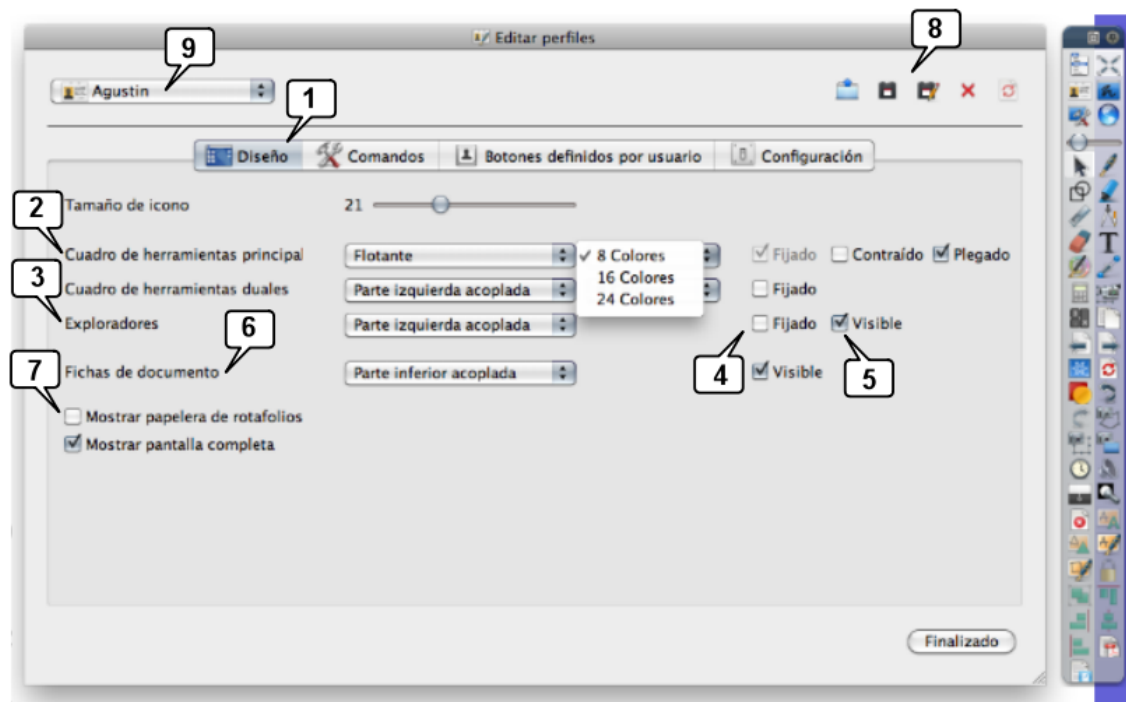 Editar perfiles
9
8
Agustin
1
Diseño Comandos Botones definidos por usuario Configuración
2
Tamaño de icono 21
Cuadro de herramientas principal Flotante ✓ 8 Colores Fijado Contraído Plegado
3
16 Colores
Cuadro de herramientas duales Parte izquierda acoplada 24 Colores Fijado
Exploradores Parte izquierda acoplada Fijado Visible
6
7
4
5
Fichas de documento Parte inferior acoplada Visible
Mostrar papelera de rotafolios
Mostrar pantalla completa
Finalizado
T